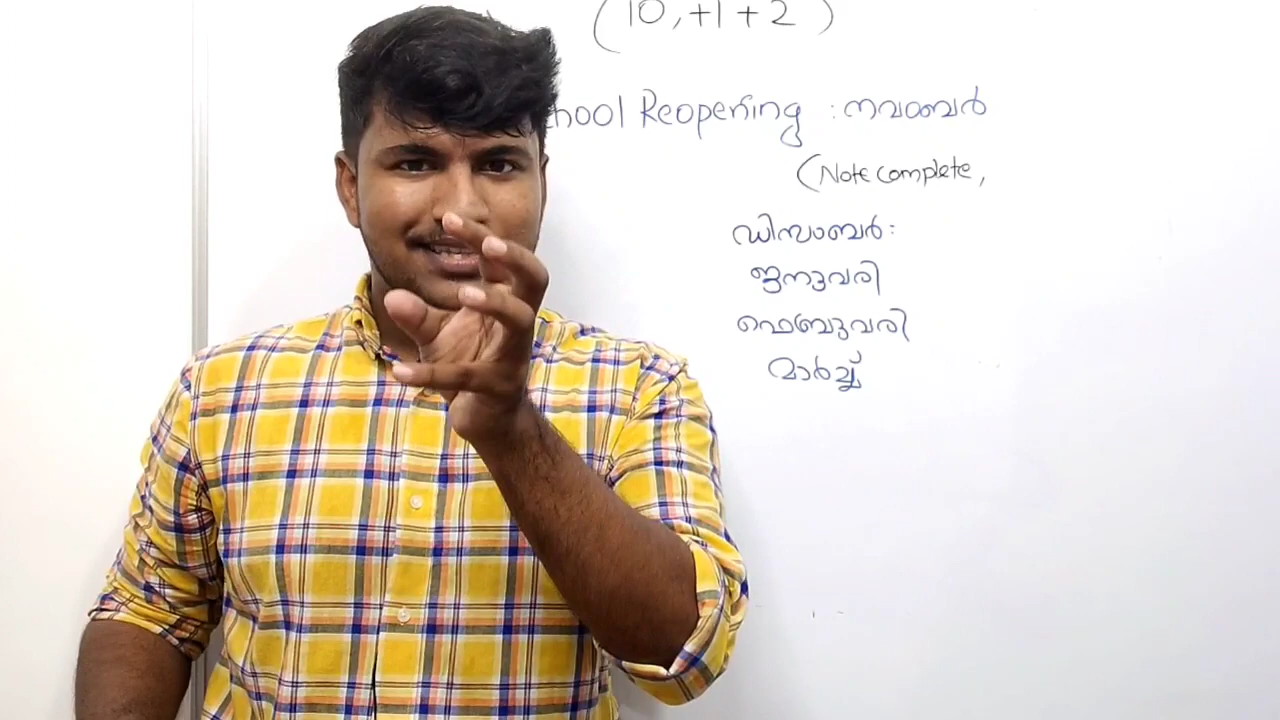 (10, +1 + 2 )
hool Reopening : നവംബർ
(Note complete,
ഡിസംബർ :
ജനുവരി
ഫെബ്രുവരി
മാർച്ച്